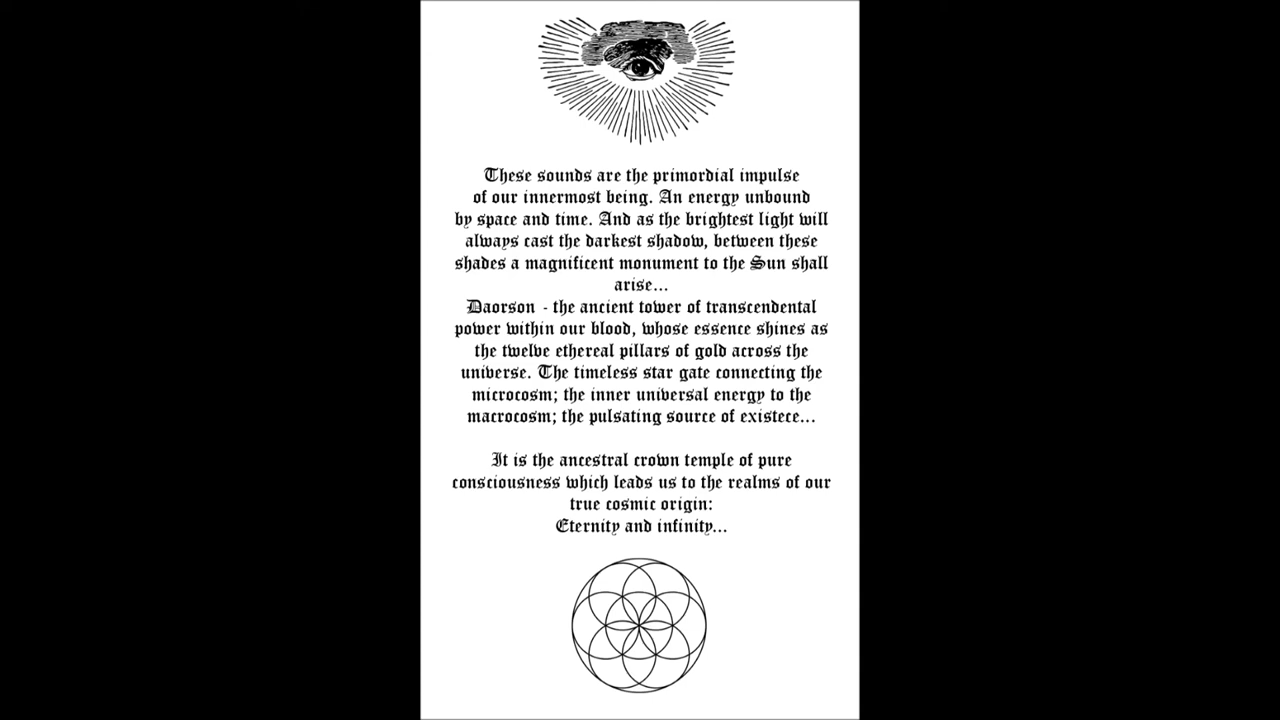 These sounds are the primordial impulse
of our innermost being. An energy unbound
by space and time. And as the brightest light will
always cast the darkest shadow, between these
shades a magnificent monument to the Sun shall
arise...
Daorson - the ancient tower of transcendental
power within our blood, whose essence shines as
the twelve ethereal pillars of gold across the
universe. The timeless star gate connecting the
microcosm; the inner universal energy to the
macrocosm; the pulsating source of existece...
It is the ancestral crown temple of pure
consciousness which leads us to the realms of our
true cosmic origin:
Eternity and infinity...